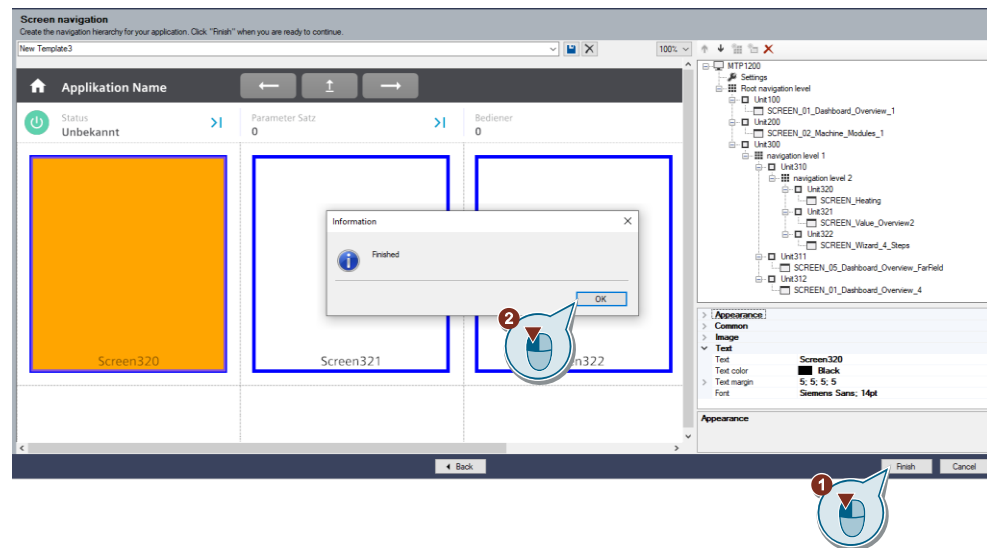 Screen navigation
Create the navigation hierarchy for your application. Click "Finish" when you are ready to continue.
New Template3
100%
Applikation Name
Status
Unbekannt
Parameter Satz
0
Bediener
0
Screen320
Screen321
n322
Information
Finished
OK
2
MTP1200
Settings
Root navigation level
Unit100
SCREEN_01_Dashboard_Overview_1
Unit200
SCREEN_02_Machine_Modules_1
Unit300
navigation level 1
Unit310
navigation level 2
Unit320
SCREEN_Heating
Unit321
SCREEN_Value_Overview2
Unit322
SCREEN_Wizard_4_Steps
Unit311
SCREEN_05_Dashboard_Overview_FarField
Unit312
SCREEN_01_Dashboard_Overview_4
Appearance
Common
Image
Text
Text Screen320
Text color Black
Text margin 5; 5; 5; 5
Font Siemens Sans; 14pt
Appearance
Back
Finish
Cancel
1